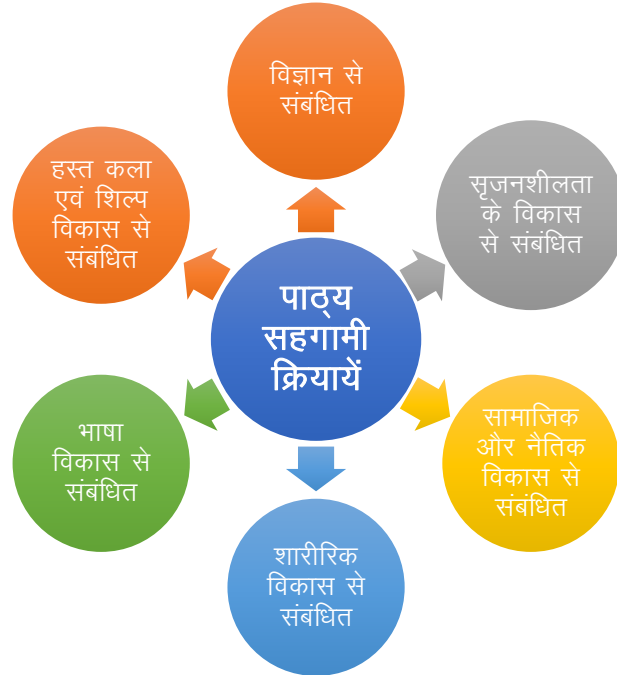 विज्ञान से
संबंधित
सृजनशीलता
के विकास
से संबंधित
सामाजिक
और नैतिक
विकास से
संबंधित
शारीरिक
विकास से
संबंधित
भाषा
विकास से
संबंधित
हस्त कला
एवं शिल्प
विकास से
संबंधित
पाठ्य
सहगामी
क्रियायें